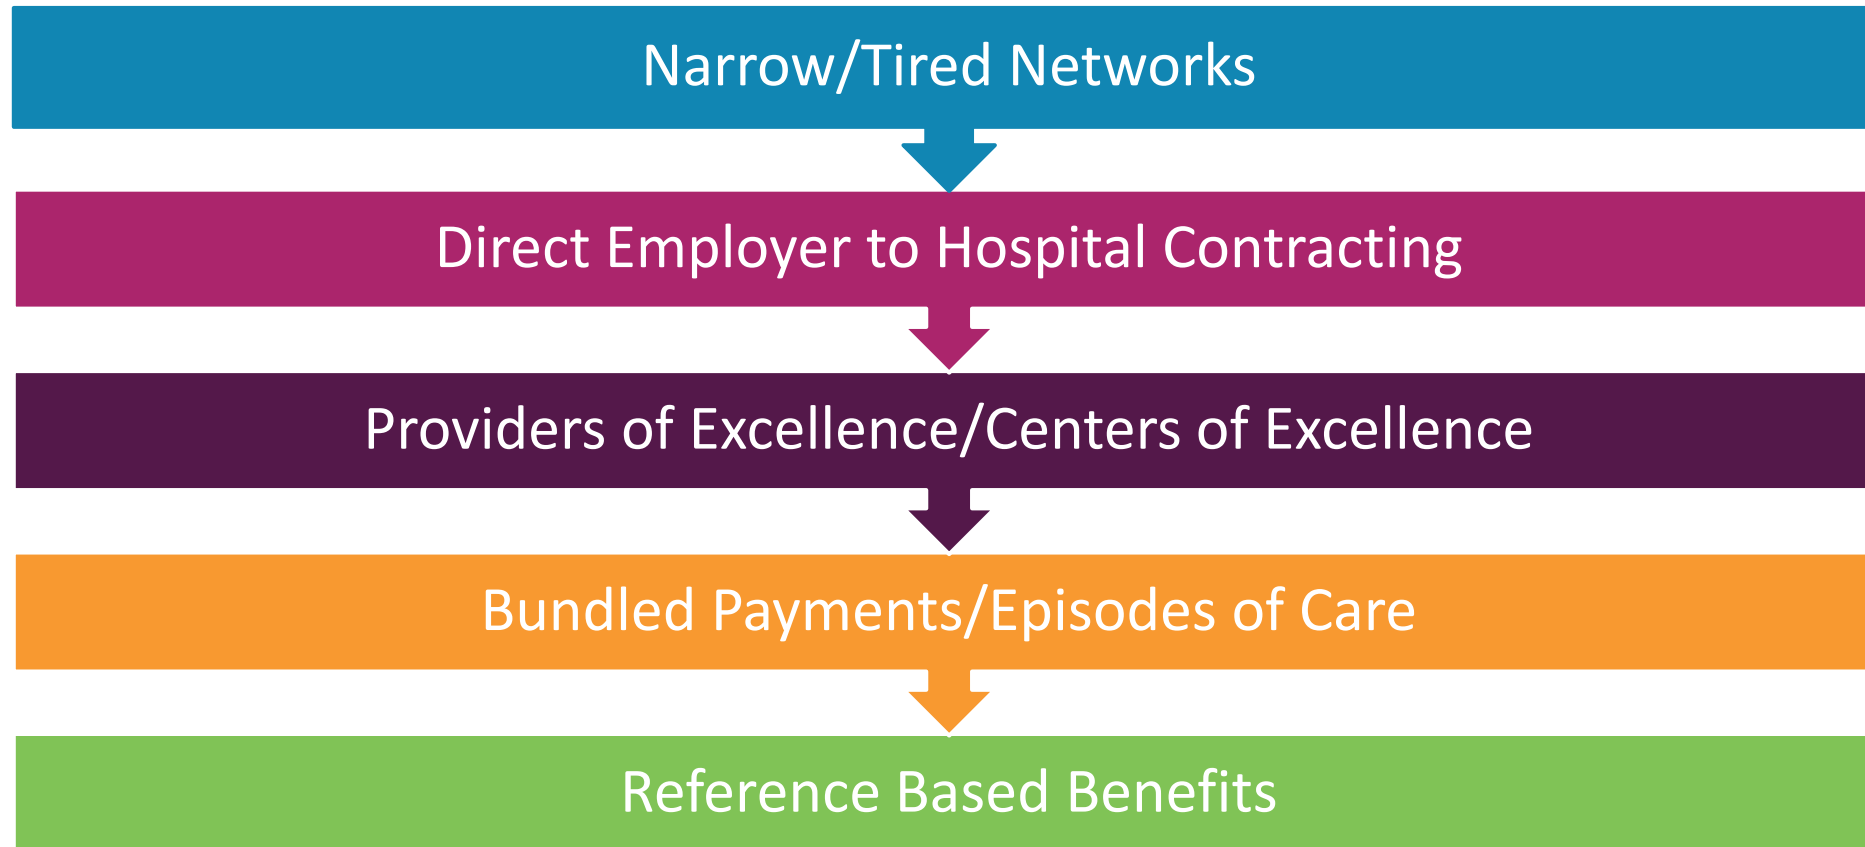 Narrow/Tired Networks
Direct Employer to Hospital Contracting
Providers of Excellence/Centers of Excellence
Bundled Payments/Episodes of Care
Reference Based Benefits